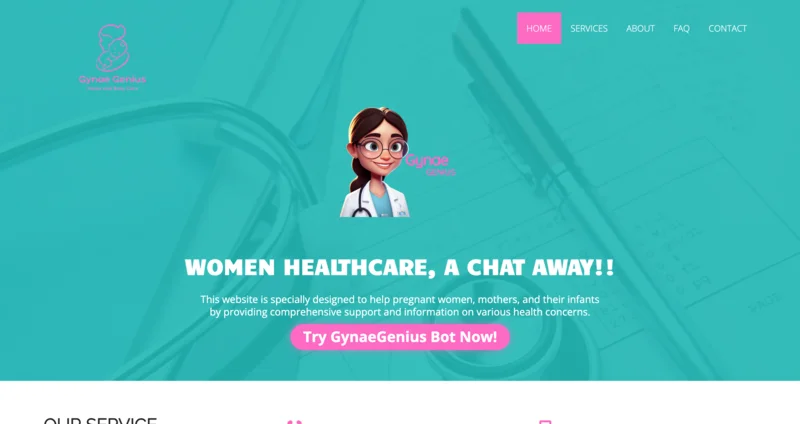 HOME SERVICES ABOUT FAQ CONTACT
Gynae Genius
Gynae
GENIUS
WOMEN HEALTHCARE, A CHAT AWAY!!
This website is specially designed to help pregnant women, mothers, and their infants
by providing comprehensive support and information on various health concerns.
Try GynaeGenius Bot Now!
OUR SERVICE